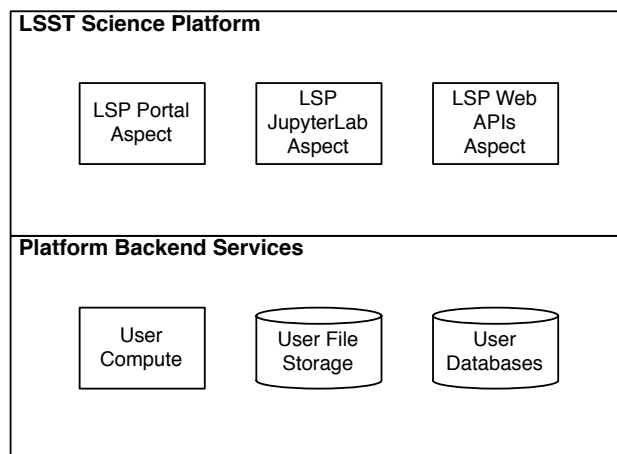 LSST Science Platform
LSP Portal
Aspect
LSP
JupyterLab
Aspect
LSP Web
APIs
Aspect
Platform Backend Services
User
Compute
User File
Storage
User
Databases